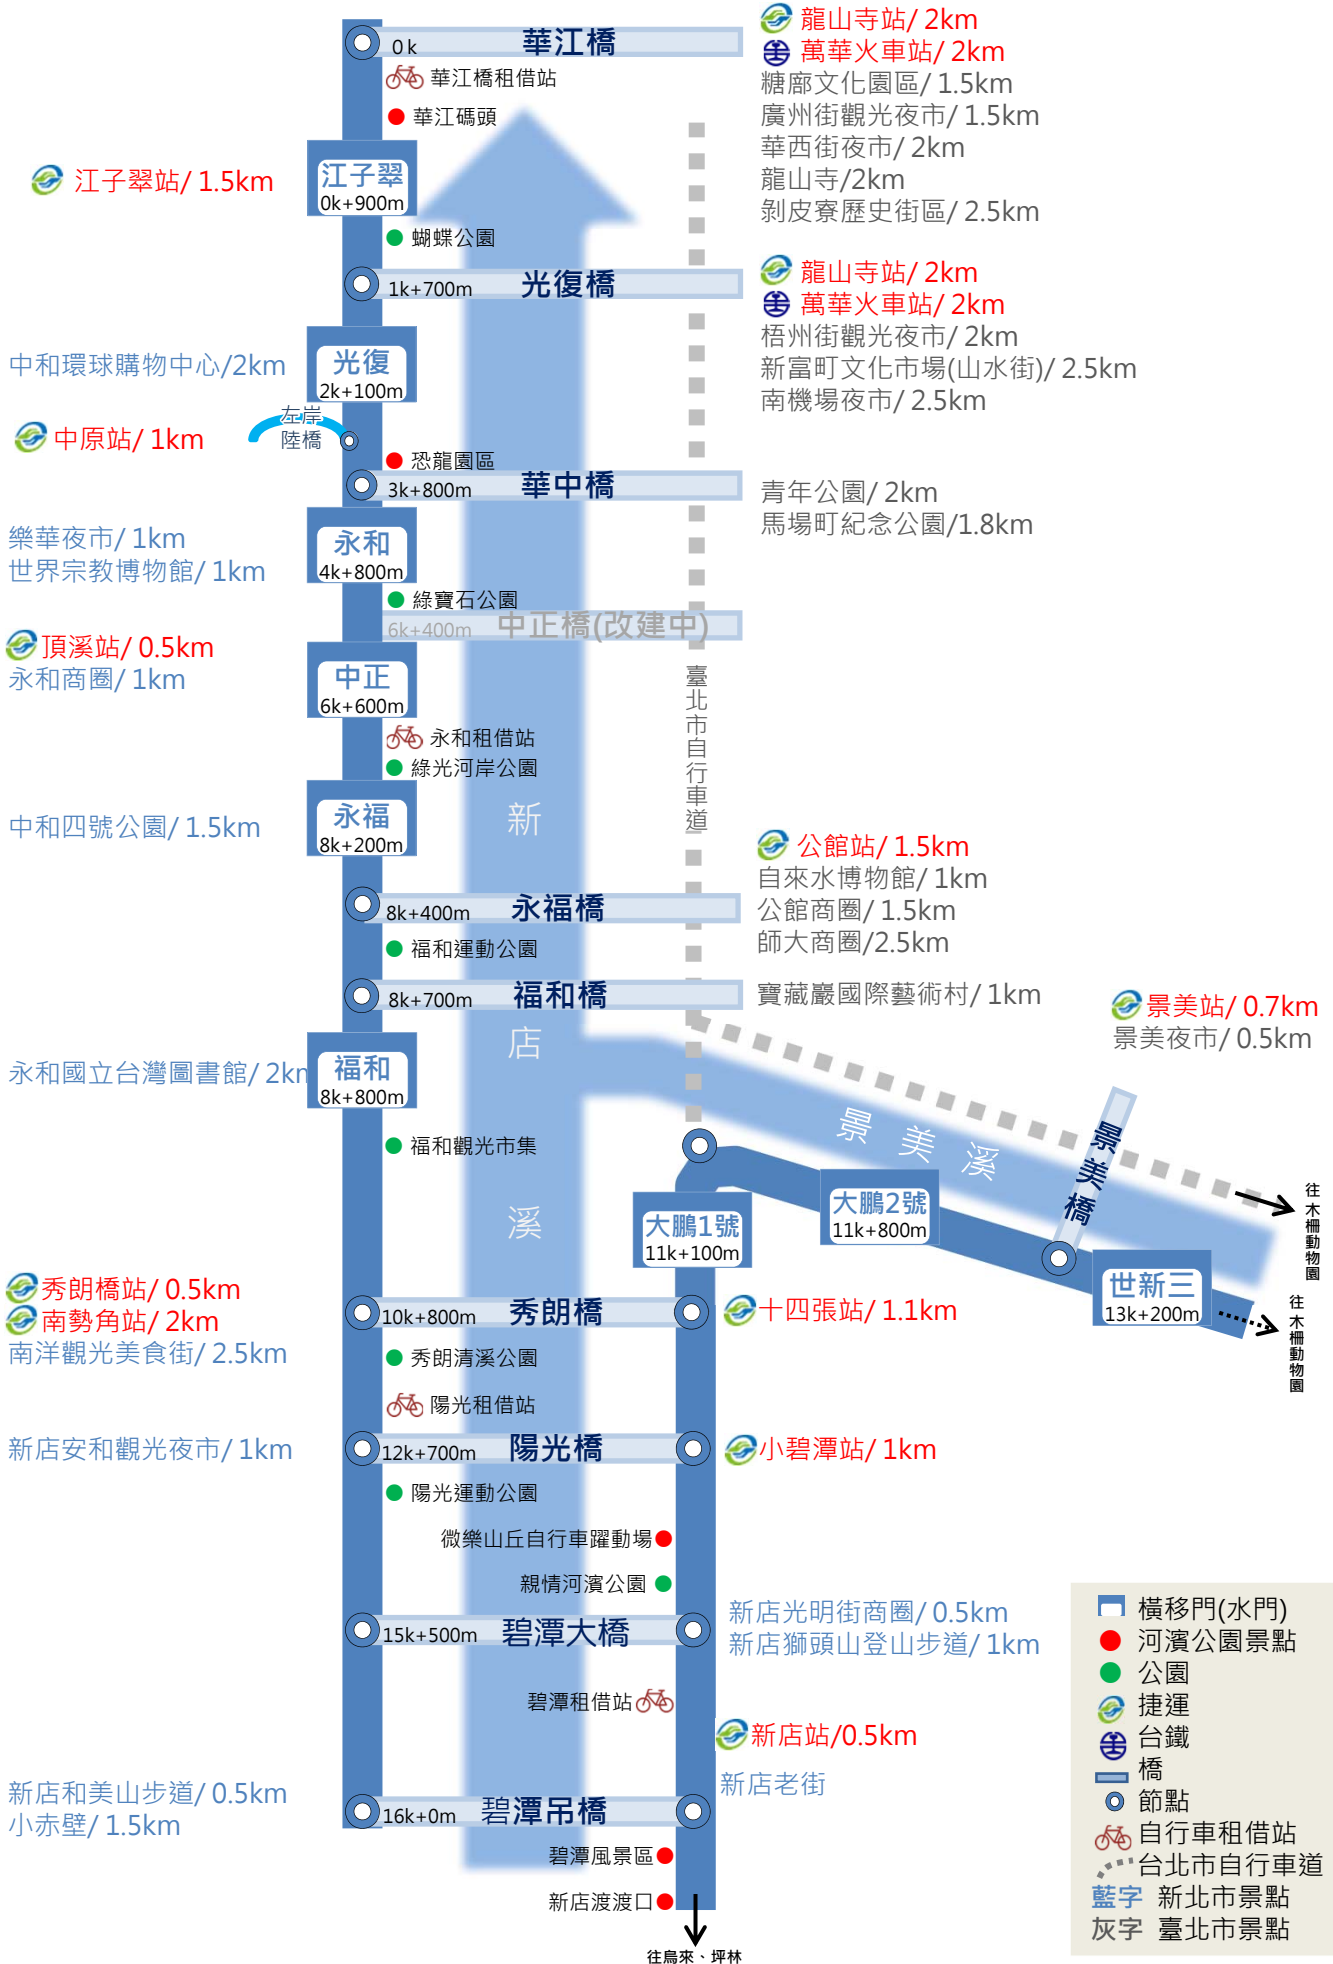 0k
華江橋
龍山寺站/ 2km
萬華火車站/ 2km
糖廍文化園區/ 1.5km
廣州街觀光夜市/ 1.5km
華西街夜市/ 2km
龍山寺/2km
剝皮寮歷史街區/ 2.5km
華江橋租借站
華江碼頭
江子翠站/ 1.5km
江子翠
0k+900m
蝴蝶公園
1k+700m
光復橋
龍山寺站/ 2km
萬華火車站/ 2km
梧州街觀光夜市/ 2km
新富町文化市場(山水街)/ 2.5km
南機場夜市/ 2.5km
中和環球購物中心/2km
光復
2k+100m
左岸
陸橋
中原站/ 1km
恐龍園區
3k+800m
華中橋
青年公園/ 2km
馬場町紀念公園/1.8km
樂華夜市/ 1km
世界宗教博物館/ 1km
永和
4k+800m
綠寶石公園
6k+400m
中正橋(改建中)
頂溪站/ 0.5km
永和商圈/ 1km
中正
6k+600m
臺北市自行車道
永和租借站
綠光河岸公園
中和四號公園/ 1.5km
永福
8k+200m
新店溪
公館站/ 1.5km
自來水博物館/ 1km
公館商圈/ 1.5km
師大商圈/2.5km
8k+400m
永福橋
福和運動公園
8k+700m
福和橋
寶藏巖國際藝術村/ 1km
景美站/ 0.7km
景美夜市/ 0.5km
永和國立台灣圖書館/ 2km
福和
8k+800m
福和觀光市集
景美溪
景美橋
大鵬1號
11k+100m
大鵬2號
11k+800m
世新三
13k+200m
往木柵動物園
往木柵動物園
秀朗橋站/ 0.5km
南勢角站/ 2km
南洋觀光美食街/ 2.5km
10k+800m
秀朗橋
十四張站/ 1.1km
秀朗清溪公園
陽光租借站
新店安和觀光夜市/ 1km
12k+700m
陽光橋
小碧潭站/ 1km
陽光運動公園
微樂山丘自行車躍動場
親情河濱公園
15k+500m
碧潭大橋
新店光明街商圈/ 0.5km
新店獅頭山登山步道/ 1km
碧潭租借站
新店站/0.5km
新店老街
新店和美山步道/ 0.5km
小赤壁/ 1.5km
16k+0m
碧潭吊橋
碧潭風景區
新店渡渡口
往烏來、坪林
橫移門(水門)
河濱公園景點
公園
捷運
台鐵
橋
節點
自行車租借站
台北市自行車道
藍字 新北市景點
灰字 臺北市景點